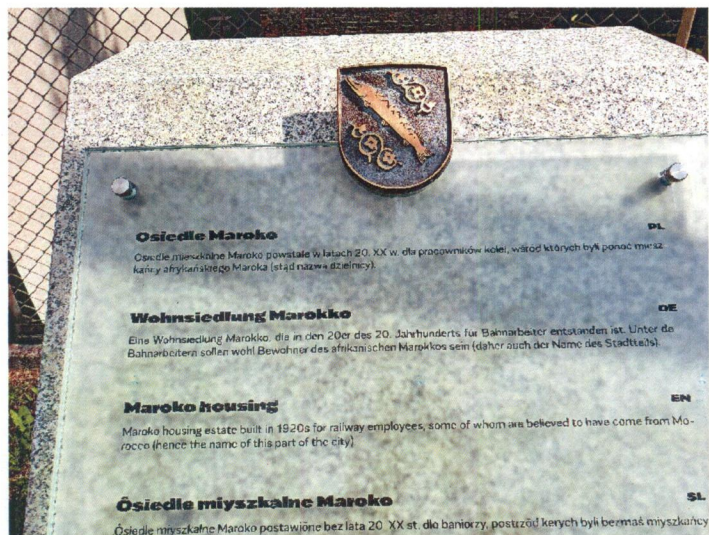 Osiedle Maroko
PL
Osiedle mieszkalne Maroko powstałe w latach 20. XX w. dla pracowników kolei, wśród których byli ponoć miesz
kańcy afrykańskiego Maroka (stąd nazwa dzielnicy).
Wohnsiedlung Marokko
DE
Eine Wohnsiedlung Marokko, die in den 20er des 20. Jahrhunderts für Bahnarbeiter entstanden ist. Unter de
Bahnarbeitern sollen wohl Bewohner des afrikanischen Marokkos sein (daher auch der Name des Stadtteils).
Maroko housing
EN
Maroko housing estate built in 1920s for railway employees, some of whom are believed to have come from Mo-
rocco (hence the name of this part of the city)
Ôsiedle miyszkalne Maroko
SL
Ôsiedle miyszkalne Maroko postawiōne bez lata 20. XX st. dlo baniorzy, postrzōd kerych byli bezmaś miyszkańcy